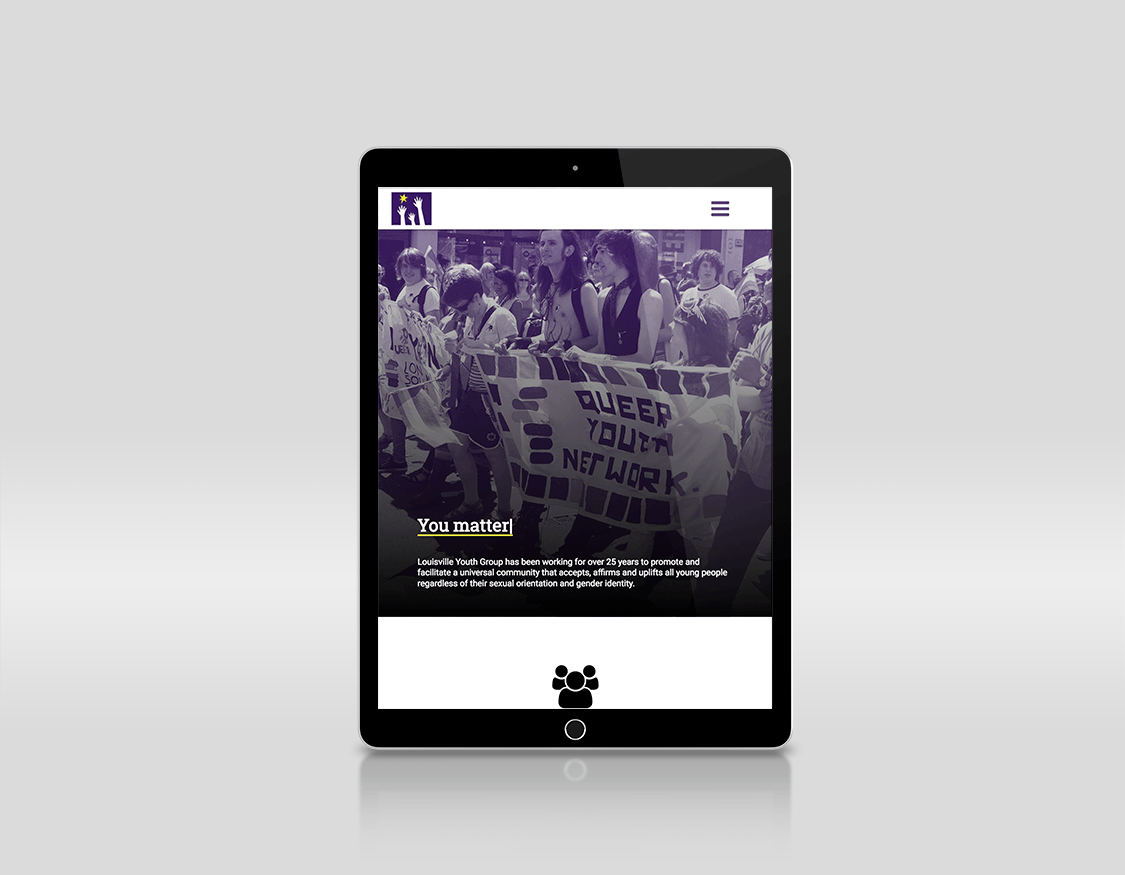 QUEER
YOUTH
NETWORK
You matter|
Louisville Youth Group has been working for over 25 years to promote and
facilitate a universal community that accepts, affirms and uplifts all young people
regardless of their sexual orientation and gender identity.